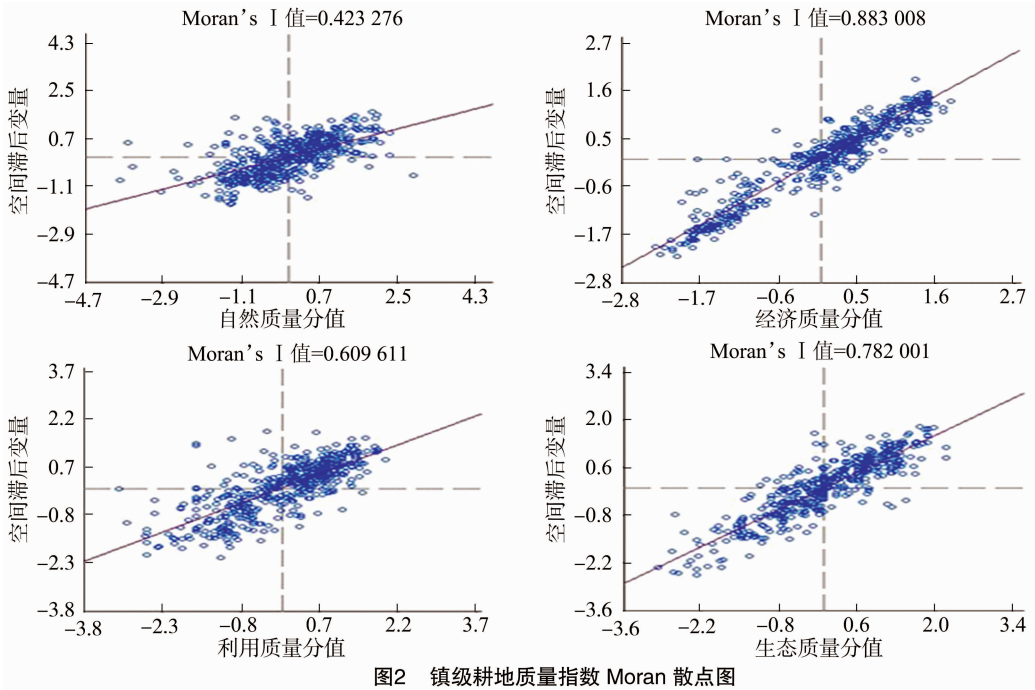 Moran's Ⅰ值=0.423 276
4.3
2.5
0.7
-1.1
-2.9
-4.7
空间滞后变量
-4.7 -2.9 -1.1 0.7 2.5 4.3
自然质量分值
Moran's Ⅰ值=0.883 008
2.7
1.6
0.5
-0.6
-1.7
-2.8
空间滞后变量
-2.8 -1.7 -0.6 0.5 1.6 2.7
经济质量分值
Moran's Ⅰ值=0.609 611
3.7
2.2
0.7
-0.8
-2.3
-3.8
空间滞后变量
-3.8 -2.3 -0.8 0.7 2.2 3.7
利用质量分值
Moran's Ⅰ值=0.782 001
3.4
2.0
0.6
-0.8
-2.2
-3.6
空间滞后变量
-3.6 -2.2 -0.8 0.6 2.0 3.4
生态质量分值
图2 镇级耕地质量指数 Moran 散点图